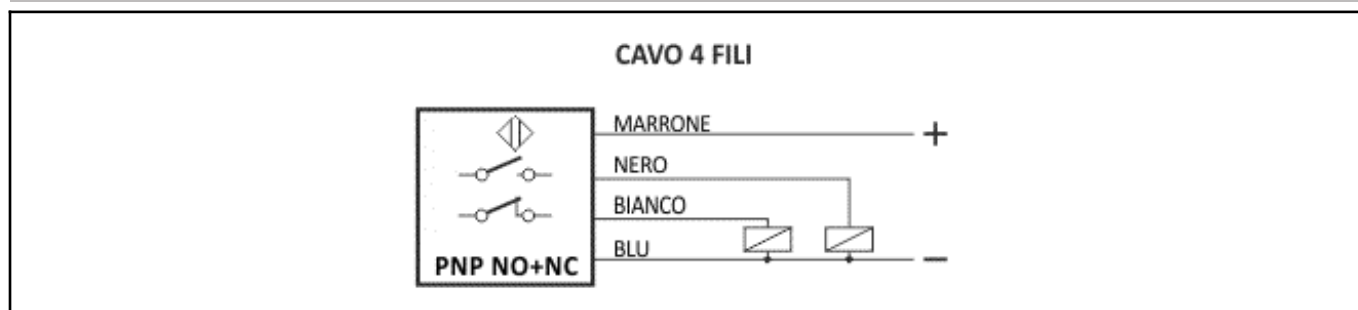 CAVO 4 FILI
MARRONE
+
NERO
BIANCO
BLU
−
PNP NO+NC